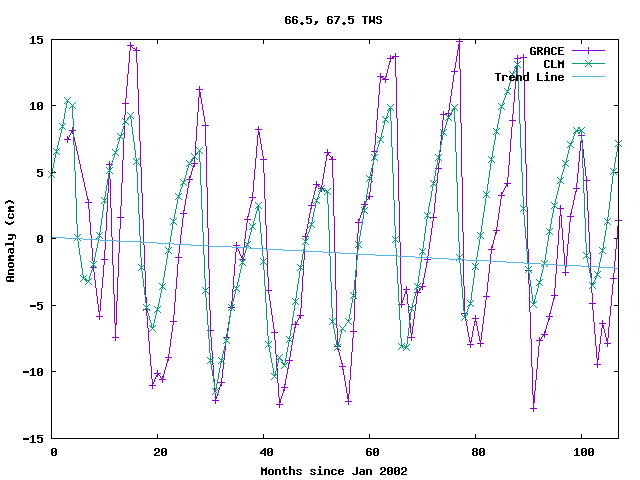 66.5, 67.5 TWS
GRACE
CLM
Trend Line
Anomaly (cm)
15
10
5
0
-5
-10
-15
0 20 40 60 80 100
Months since Jan 2002